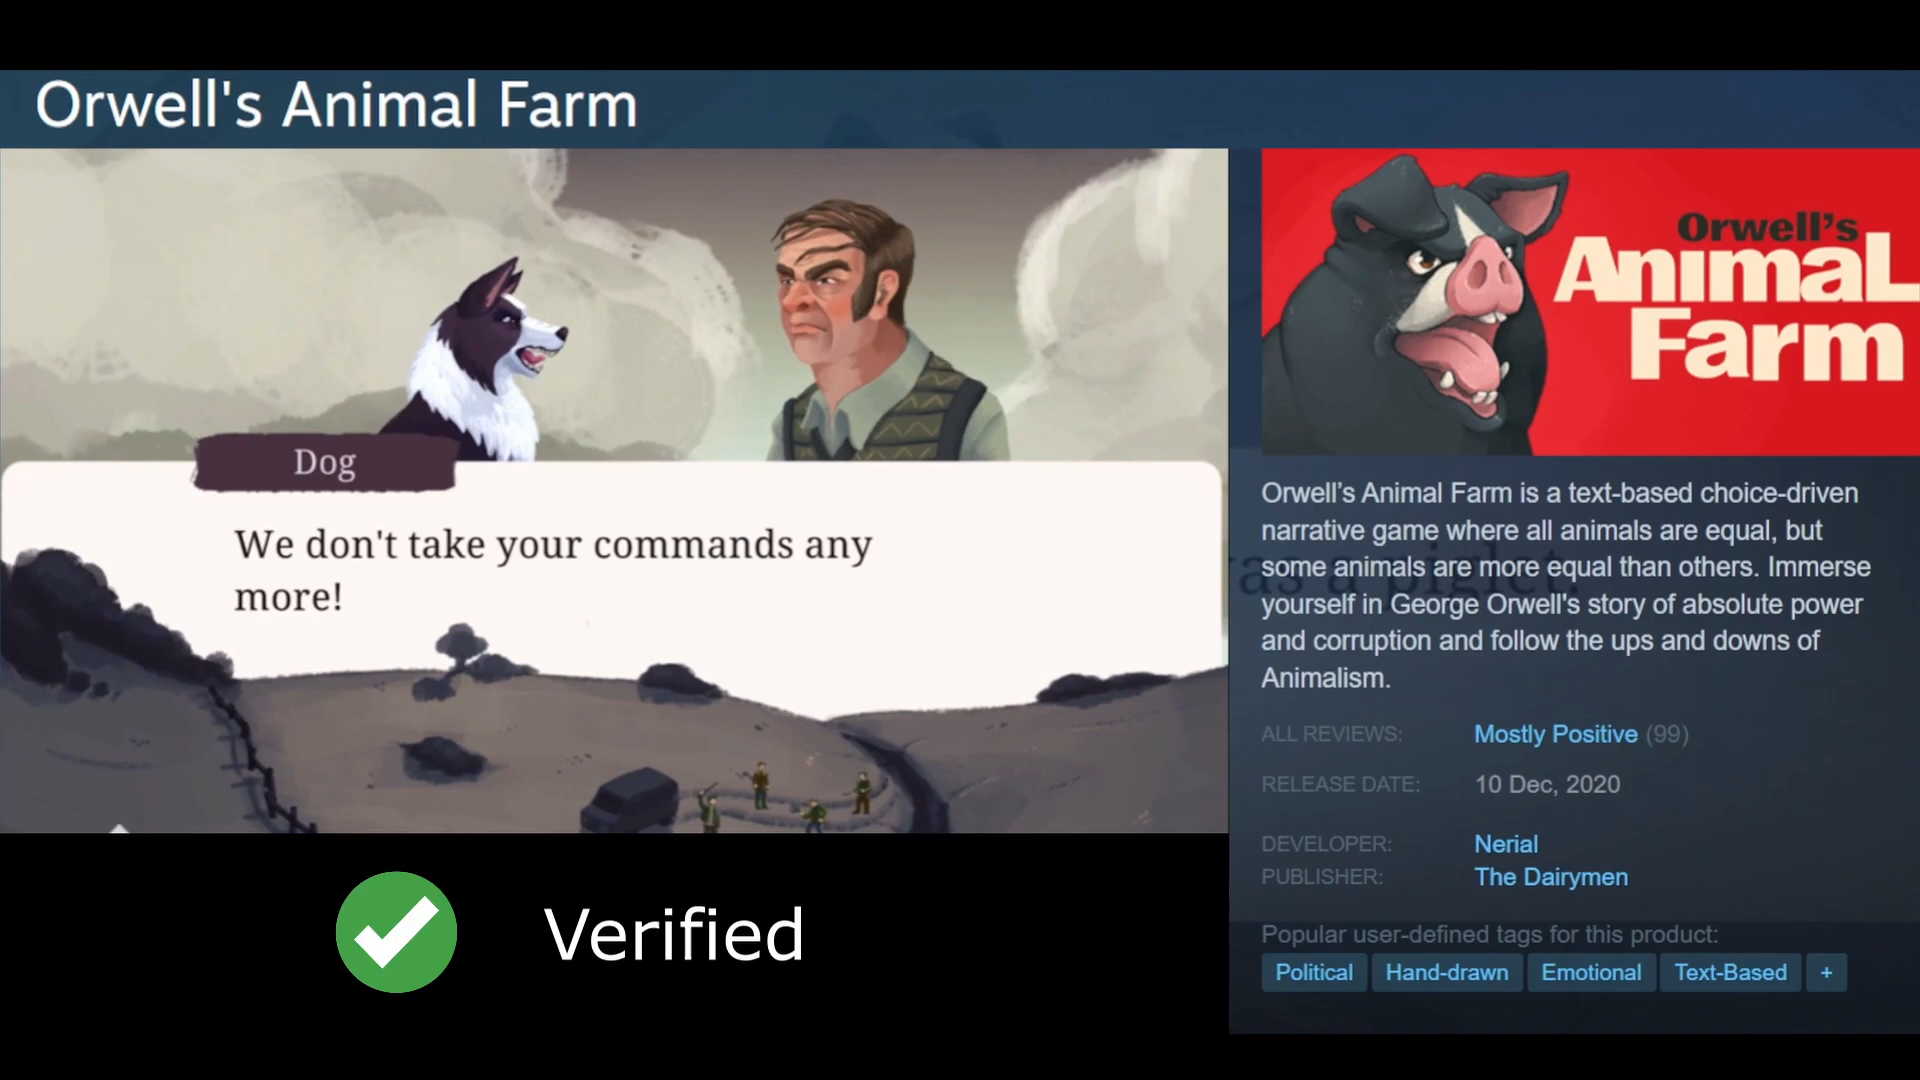 Orwell's Animal Farm
Dog
We don't take your commands any
more!
Verified
Orwell's
Animal
Farm
Orwell's Animal Farm is a text-based choice-driven
narrative game where all animals are equal, but
some animals are more equal than others. Immerse
yourself in George Orwell's story of absolute power
and corruption and follow the ups and downs of
Animalism.
ALL REVIEWS: Mostly Positive (99)
RELEASE DATE: 10 Dec, 2020
DEVELOPER: Nerial
PUBLISHER: The Dairymen
Popular user-defined tags for this product:
Political Hand-drawn Emotional Text-Based +